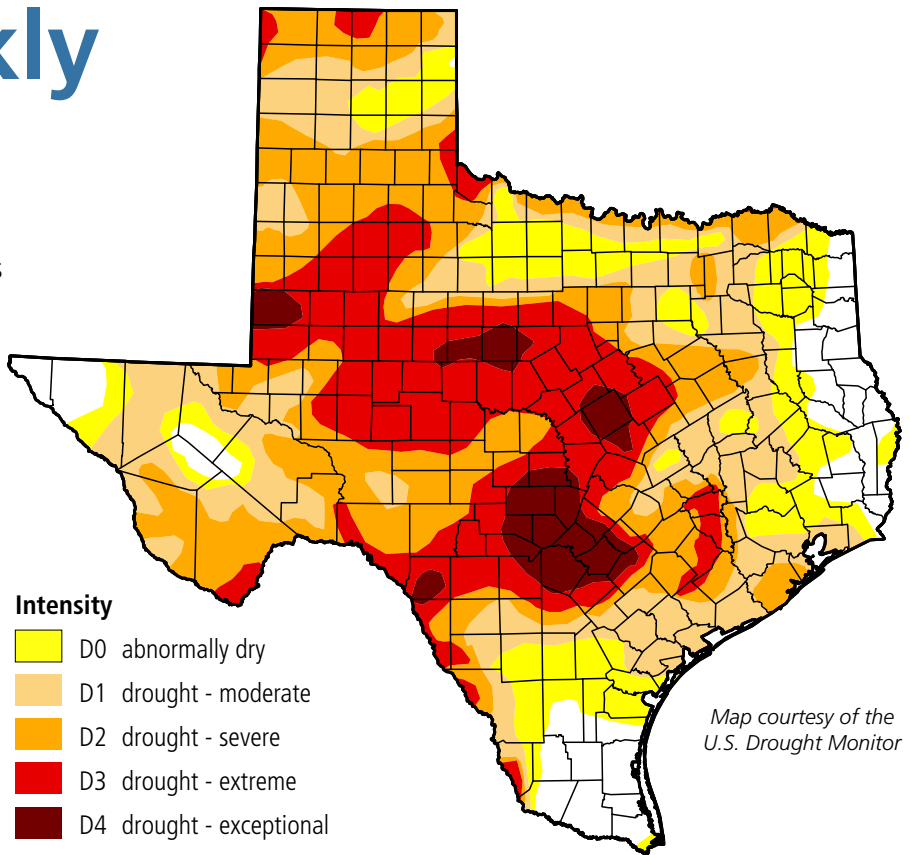 kly
s
Intensity
D0 abnormally dry
D1 drought - moderate
D2 drought - severe
D3 drought - extreme
D4 drought - exceptional
Map courtesy of the
U.S. Drought Monitor